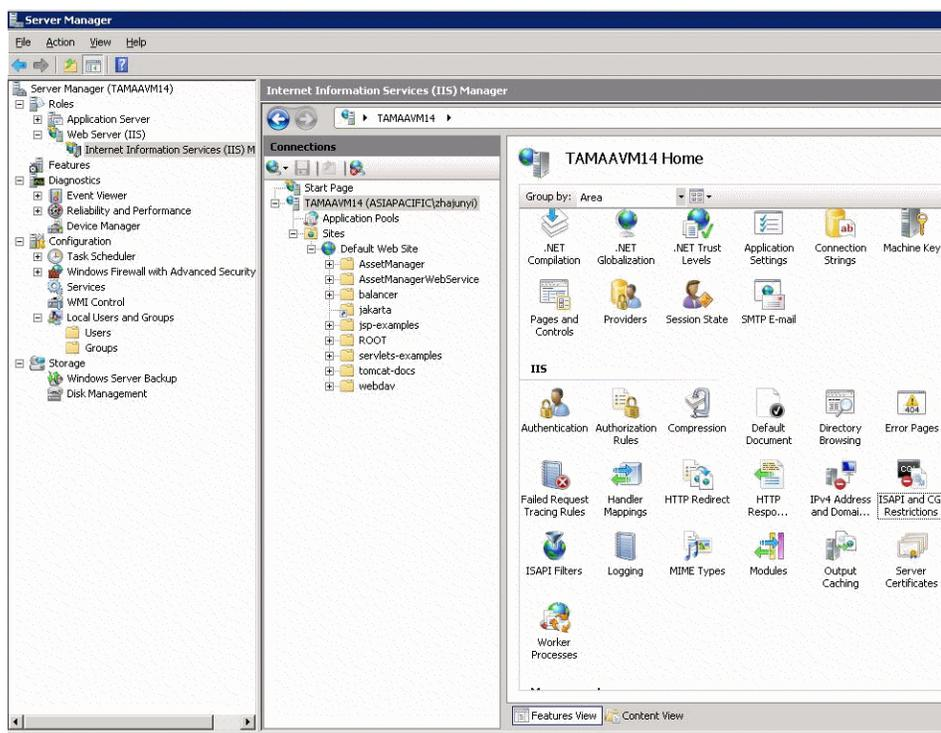 Server Manager
File Action View Help
Server Manager (TAMAAVM14)
Roles
Application Server
Web Server (IIS)
Internet Information Services (IIS) M
Features
Diagnostics
Event Viewer
Reliability and Performance
Device Manager
Configuration
Task Scheduler
Windows Firewall with Advanced Security
Services
WMI Control
Local Users and Groups
Users
Groups
Storage
Windows Server Backup
Disk Management
Internet Information Services (IIS) Manager
TAMAAVM14
Connections
Start Page
TAMAAVM14 (ASIAPACIFIC\zhajunyi)
Application Pools
Sites
Default Web Site
AssetManager
AssetManagerWebService
balancer
jakarta
jsp-examples
ROOT
servlets-examples
tomcat-docs
webdav
TAMAAVM14 Home
Group by: Area
.NET Compilation
.NET Globalization
.NET Trust Levels
Application Settings
Connection Strings
Machine Key
Pages and Controls
Providers
Session State
SMTP E-mail
IIS
Authentication
Authorization Rules
Compression
Default Document
Directory Browsing
Error Pages
Failed Request Tracing Rules
Handler Mappings
HTTP Redirect
HTTP Respo...
IPv4 Address and Domai...
ISAPI and CG Restrictions
ISAPI Filters
Logging
MIME Types
Modules
Output Caching
Server Certificates
Worker Processes
Features View
Content View